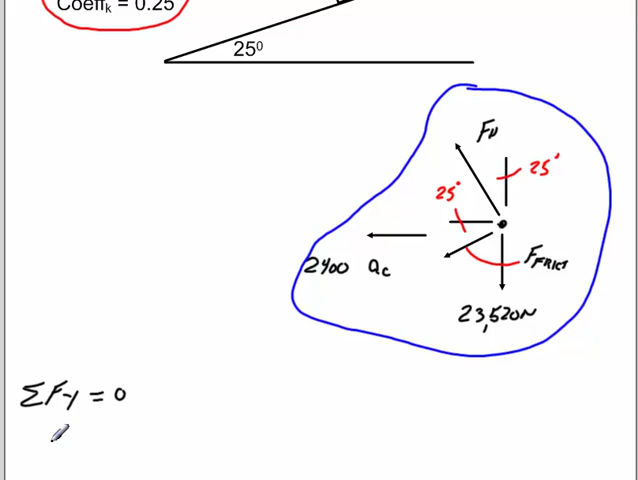 Coeffk = 0.25
25⁰
FN
25°
25°
2400 ac
FFRICT
23,520N
ΣFy = 0